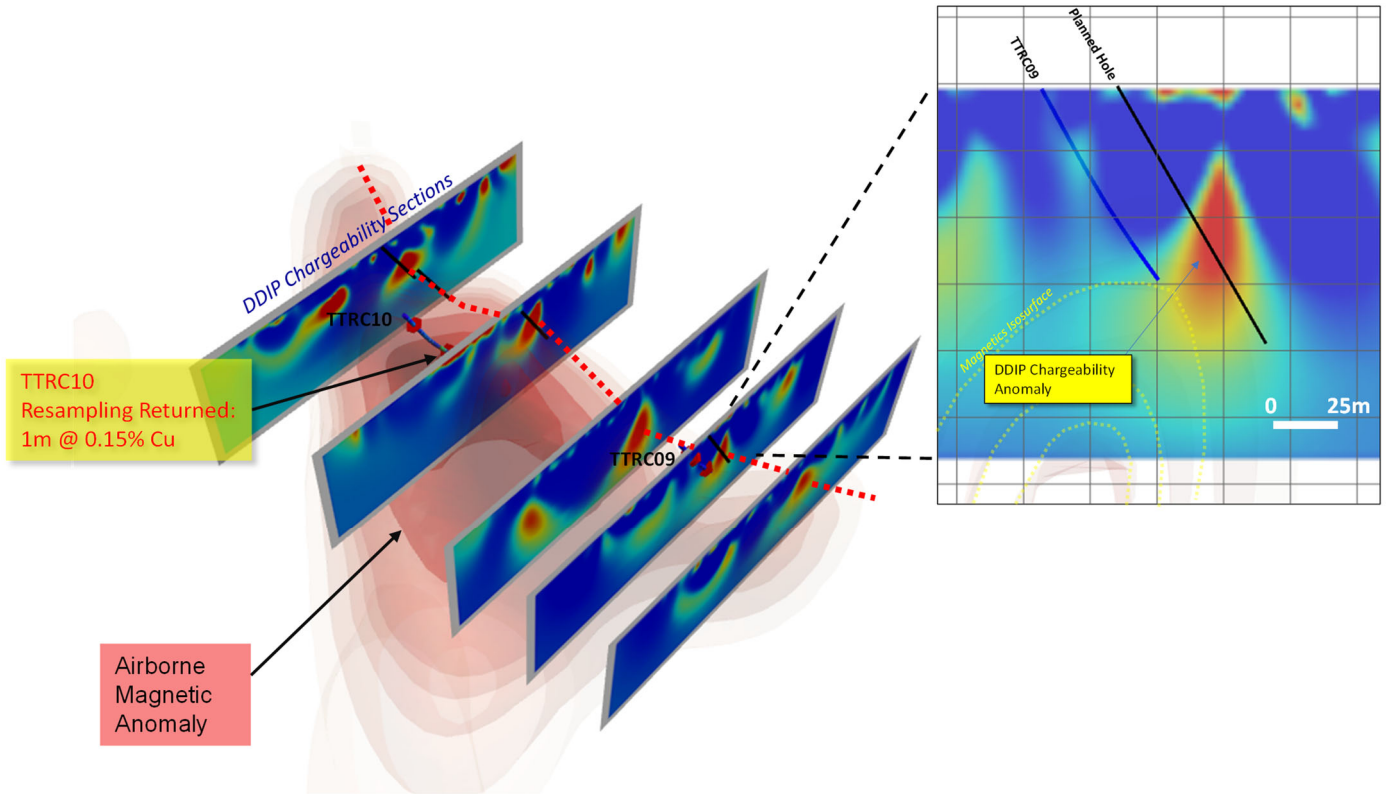 TTRC09
Planned Hole
DDIP Chargeability Sections
TTRC10
TTRC10
Resampling Returned:
1m @ 0.15% Cu
TTRC09
Magnetics Isosurface
DDIP Chargeability
Anomaly
0 25m
Airborne
Magnetic
Anomaly